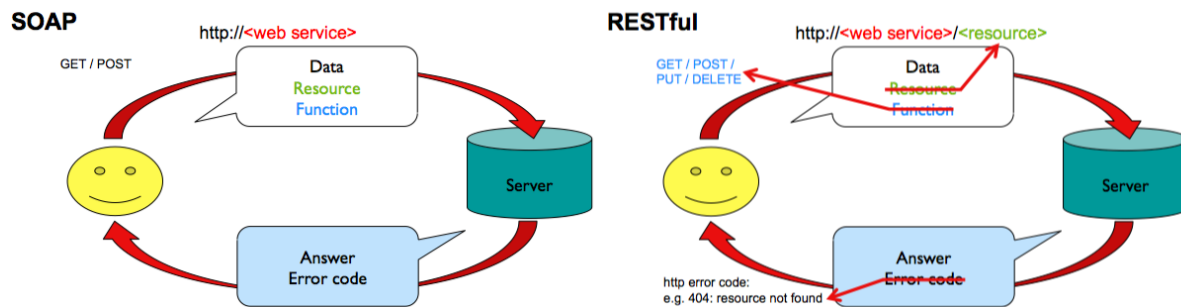 SOAP
http://<web service>
GET / POST
Data
Resource
Function
Server
Answer
Error code
RESTful
http://<web service>/<resource>
GET / POST /
PUT / DELETE
Data
Resource
Function
Server
Answer
Error code
http error code:
e.g. 404: resource not found